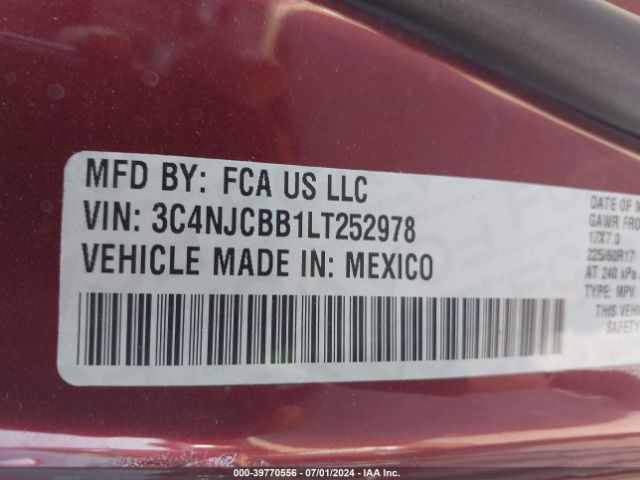 MFD BY: FCA US LLC
VIN: 3C4NJCBB1LT252978
VEHICLE MADE IN: MEXICO
DATE OF M
GAWR FRO
17X7.0
225/60R17
AT 240 kPa
TYPE: MPV
THIS VEHI
SAFETY
000-39770556 - 07/01/2024 - IAA Inc.